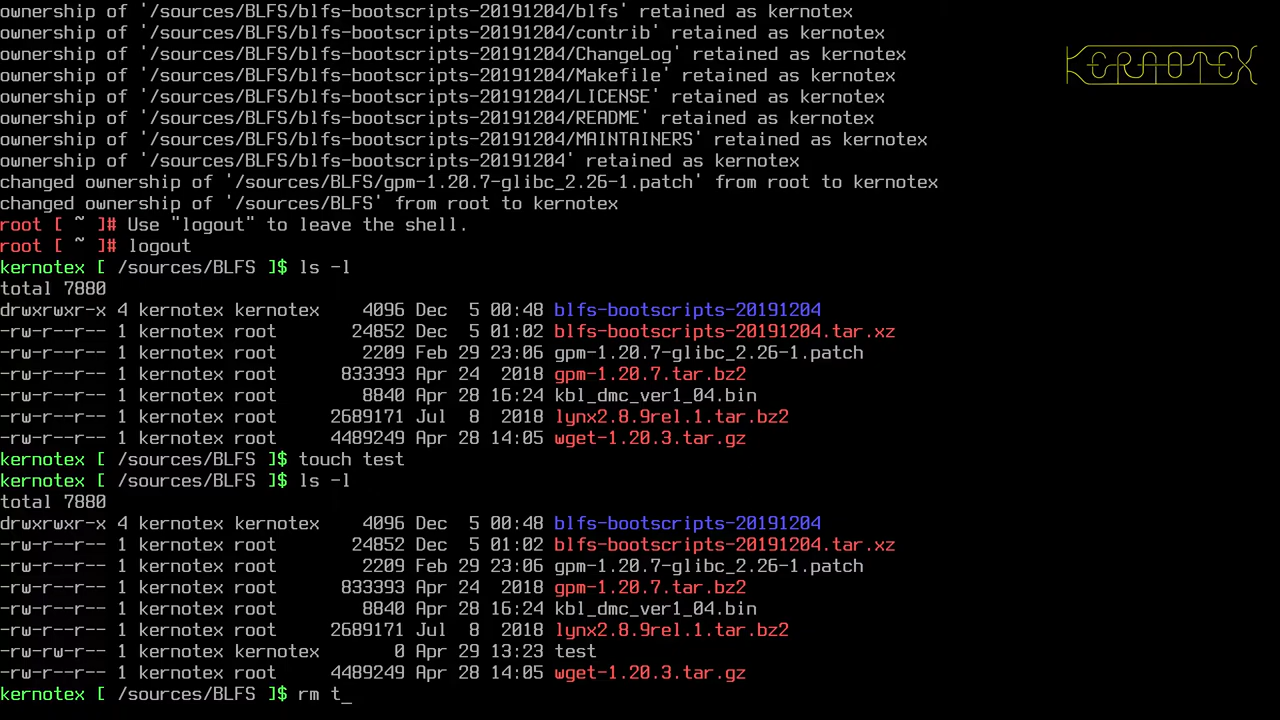 ownership of '/sources/BLFS/blfs-bootscripts-20191204/blfs' retained as kernotex
ownership of '/sources/BLFS/blfs-bootscripts-20191204/contrib' retained as kernotex
ownership of '/sources/BLFS/blfs-bootscripts-20191204/ChangeLog' retained as kernotex
ownership of '/sources/BLFS/blfs-bootscripts-20191204/Makefile' retained as kernotex
ownership of '/sources/BLFS/blfs-bootscripts-20191204/LICENSE' retained as kernotex
ownership of '/sources/BLFS/blfs-bootscripts-20191204/README' retained as kernotex
ownership of '/sources/BLFS/blfs-bootscripts-20191204/MAINTAINERS' retained as kernotex
ownership of '/sources/BLFS/blfs-bootscripts-20191204' retained as kernotex
changed ownership of '/sources/BLFS/gpm-1.20.7-glibc_2.26-1.patch' from root to kernotex
changed ownership of '/sources/BLFS' from root to kernotex
root [ ~ ]# Use "logout" to leave the shell.
root [ ~ ]# logout
kernotex [ /sources/BLFS ]$ ls -l
total 7880
drwxrwxr-x 4 kernotex kernotex    4096 Dec  5 00:48 blfs-bootscripts-20191204
-rw-r--r-- 1 kernotex root       24852 Dec  5 01:02 blfs-bootscripts-20191204.tar.xz
-rw-r--r-- 1 kernotex root        2209 Feb 29 23:06 gpm-1.20.7-glibc_2.26-1.patch
-rw-r--r-- 1 kernotex root      833393 Apr 24  2018 gpm-1.20.7.tar.bz2
-rw-r--r-- 1 kernotex root        8840 Apr 28 16:24 kbl_dmc_ver1_04.bin
-rw-r--r-- 1 kernotex root     2689171 Jul  8  2018 lynx2.8.9rel.1.tar.bz2
-rw-r--r-- 1 kernotex root     4489249 Apr 28 14:05 wget-1.20.3.tar.gz
kernotex [ /sources/BLFS ]$ touch test
kernotex [ /sources/BLFS ]$ ls -l
total 7880
drwxrwxr-x 4 kernotex kernotex    4096 Dec  5 00:48 blfs-bootscripts-20191204
-rw-r--r-- 1 kernotex root       24852 Dec  5 01:02 blfs-bootscripts-20191204.tar.xz
-rw-r--r-- 1 kernotex root        2209 Feb 29 23:06 gpm-1.20.7-glibc_2.26-1.patch
-rw-r--r-- 1 kernotex root      833393 Apr 24  2018 gpm-1.20.7.tar.bz2
-rw-r--r-- 1 kernotex root        8840 Apr 28 16:24 kbl_dmc_ver1_04.bin
-rw-r--r-- 1 kernotex root     2689171 Jul  8  2018 lynx2.8.9rel.1.tar.bz2
-rw-rw-r-- 1 kernotex kernotex       0 Apr 29 13:23 test
-rw-r--r-- 1 kernotex root     4489249 Apr 28 14:05 wget-1.20.3.tar.gz
kernotex [ /sources/BLFS ]$ rm t_
KERNOTEX